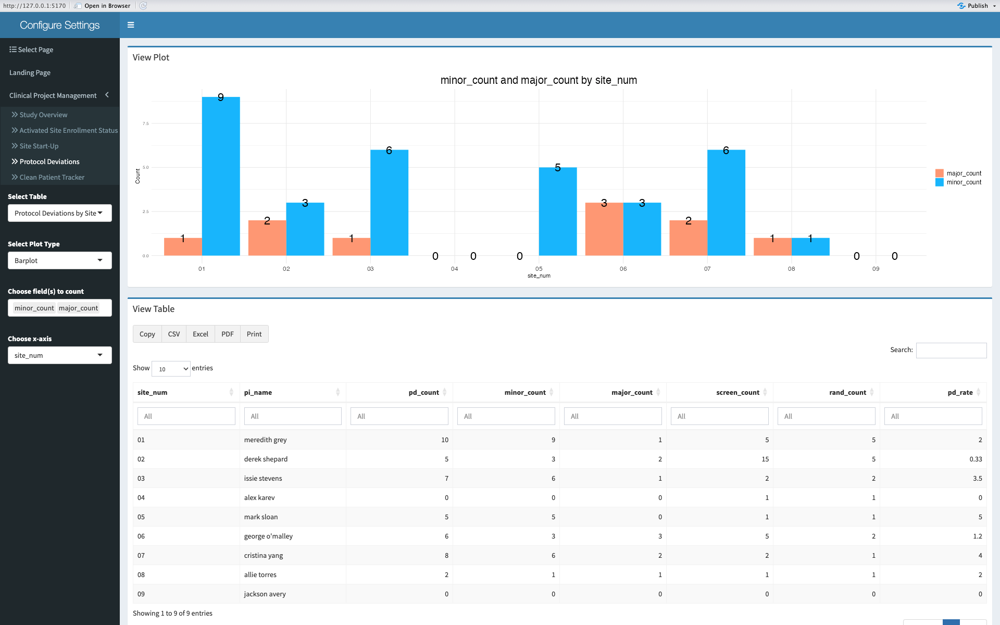 http://127.0.0.1:5170 Open in Browser Publish
Configure Settings
Select Page
Landing Page
Clinical Project Management
Study Overview
Activated Site Enrollment Status
Site Start-Up
Protocol Deviations
Clean Patient Tracker
Select Table
Protocol Deviations by Site
Select Plot Type
Barplot
Choose field(s) to count
minor_count major_count
Choose x-axis
site_num
View Plot
minor_count and major_count by site_num
Count
7.5
5.0
2.5
0.0
1 9 2 3 1 6 0 0 0 5 3 3 2 6 1 1 0 0
01 02 03 04 05 06 07 08 09
site_num
major_count
minor_count
View Table
Copy CSV Excel PDF Print
Search:
Show 10 entries
site_num pi_name pd_count minor_count major_count screen_count rand_count pd_rate
All All All All All All All All
01 meredith grey 10 9 1 5 5 2
02 derek shepard 5 3 2 15 5 0.33
03 issie stevens 7 6 1 2 2 3.5
04 alex karev 0 0 0 1 1 0
05 mark sloan 5 5 0 1 1 5
06 george o'malley 6 3 3 5 2 1.2
07 cristina yang 8 6 2 2 1 4
08 allie torres 2 1 1 1 1 2
09 jackson avery 0 0 0 0 0 0
Showing 1 to 9 of 9 entries